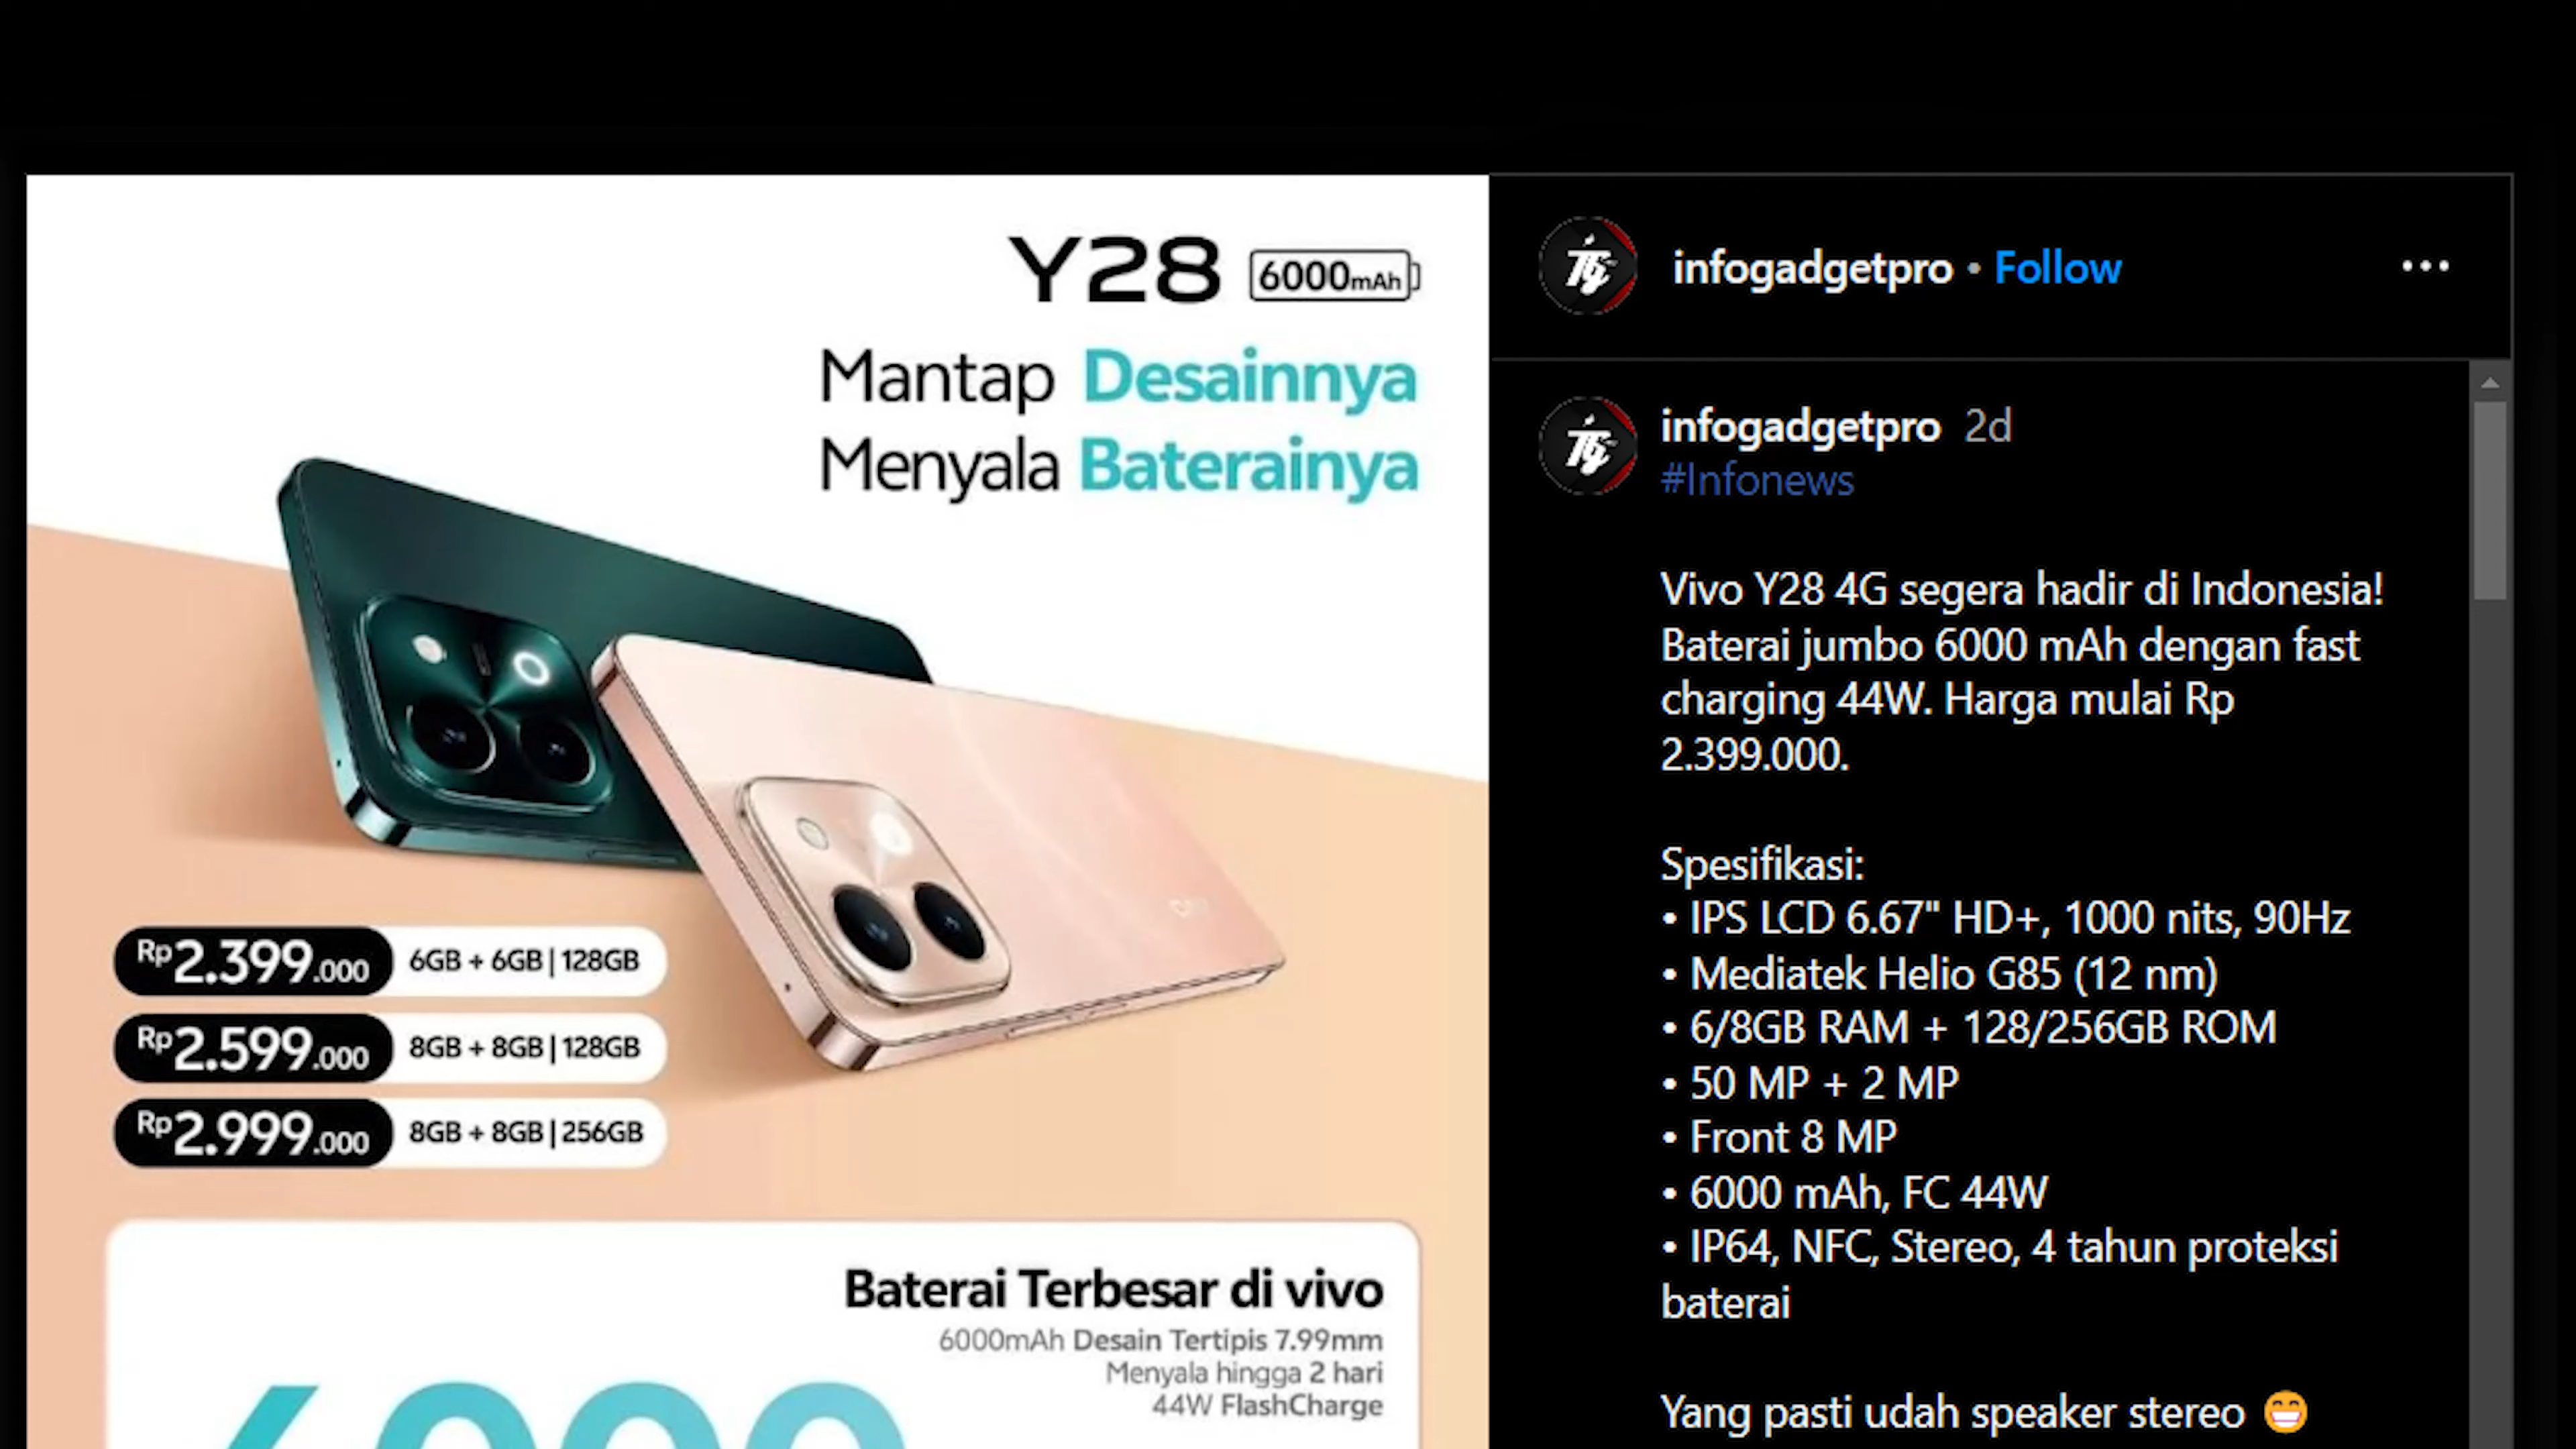 Y28 6000mAh
Mantap Desainnya
Menyala Baterainya
Rp2.399.000 6GB + 6GB | 128GB
Rp2.599.000 8GB + 8GB | 128GB
Rp2.999.000 8GB + 8GB | 256GB
Baterai Terbesar di vivo
6000mAh Desain Tertipis 7.99mm
Menyala hingga 2 hari
44W FlashCharge
6000
infogadgetpro • Follow
infogadgetpro 2d
#Infonews
Vivo Y28 4G segera hadir di Indonesia!
Baterai jumbo 6000 mAh dengan fast
charging 44W. Harga mulai Rp
2.399.000.
Spesifikasi:
• IPS LCD 6.67" HD+, 1000 nits, 90Hz
• Mediatek Helio G85 (12 nm)
• 6/8GB RAM + 128/256GB ROM
• 50 MP + 2 MP
• Front 8 MP
• 6000 mAh, FC 44W
• IP64, NFC, Stereo, 4 tahun proteksi
baterai
Yang pasti udah speaker stereo 😁